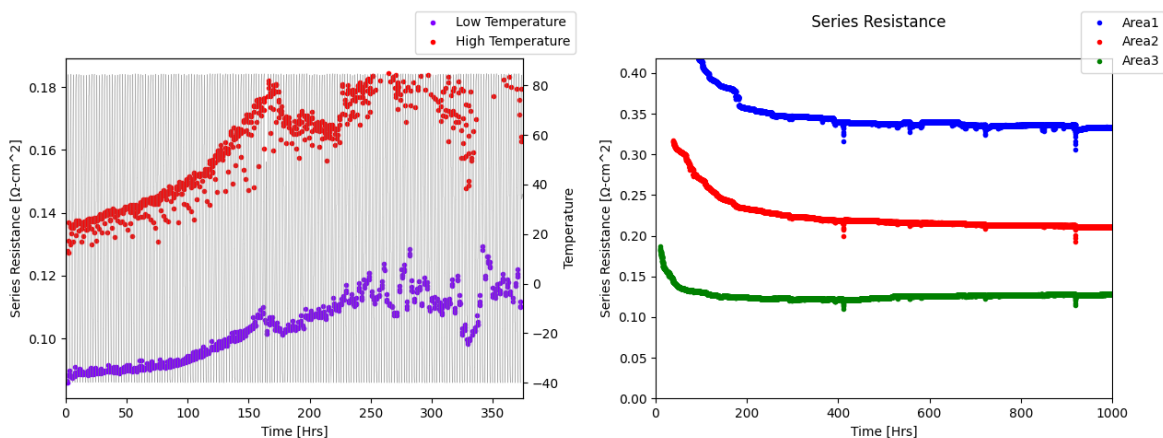 Low Temperature
High Temperature
Series Resistance [Ω-cm^2]
0.18
0.16
0.14
0.12
0.10
80
60
40
20
0
−20
−40
Temperature
0 50 100 150 200 250 300 350
Time [Hrs]
Series Resistance
Area1
Area2
Area3
Series Resistance [Ω-cm^2]
0.40
0.35
0.30
0.25
0.20
0.15
0.10
0.05
0.00
0 200 400 600 800 1000
Time [Hrs]